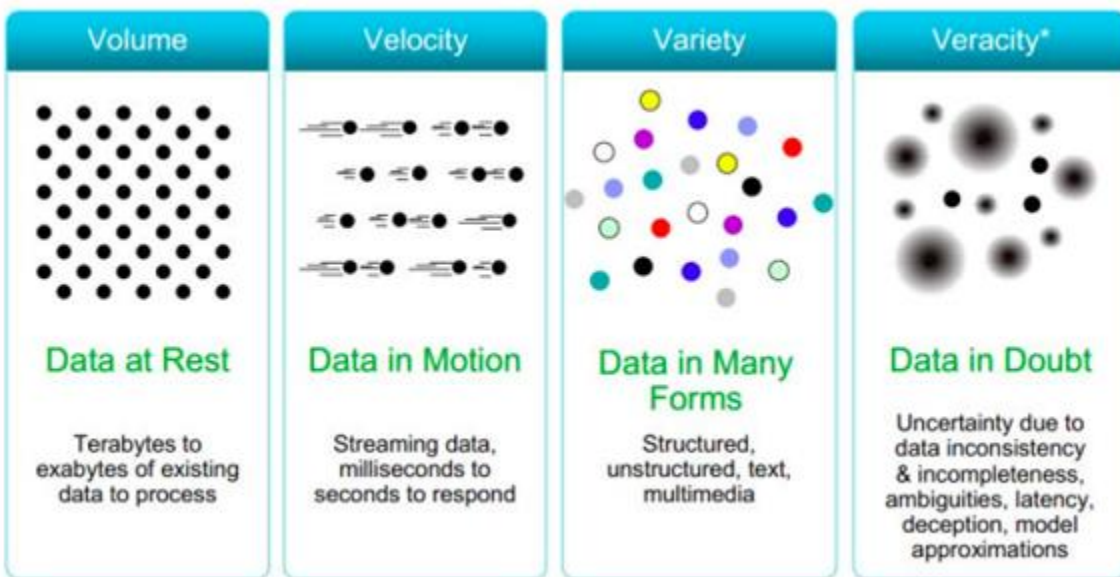 Volume
Data at Rest
Terabytes to
exabytes of existing
data to process
Velocity
Data in Motion
Streaming data,
milliseconds to
seconds to respond
Variety
Data in Many
Forms
Structured,
unstructured, text,
multimedia
Veracity*
Data in Doubt
Uncertainty due to
data inconsistency
& incompleteness,
ambiguities, latency,
deception, model
approximations